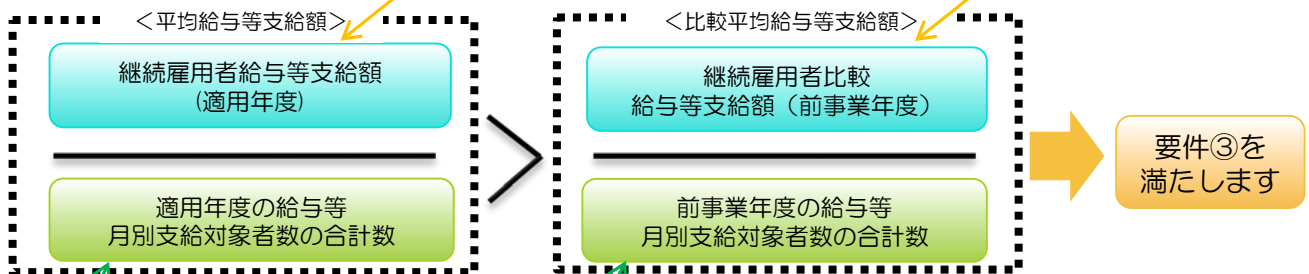 ＜平均給与等支給額＞
継続雇用者給与等支給額
(適用年度)
適用年度の給与等
月別支給対象者数の合計数
＞
＜比較平均給与等支給額＞
継続雇用者比較
給与等支給額（前事業年度）
前事業年度の給与等
月別支給対象者数の合計数
要件③を
満たします